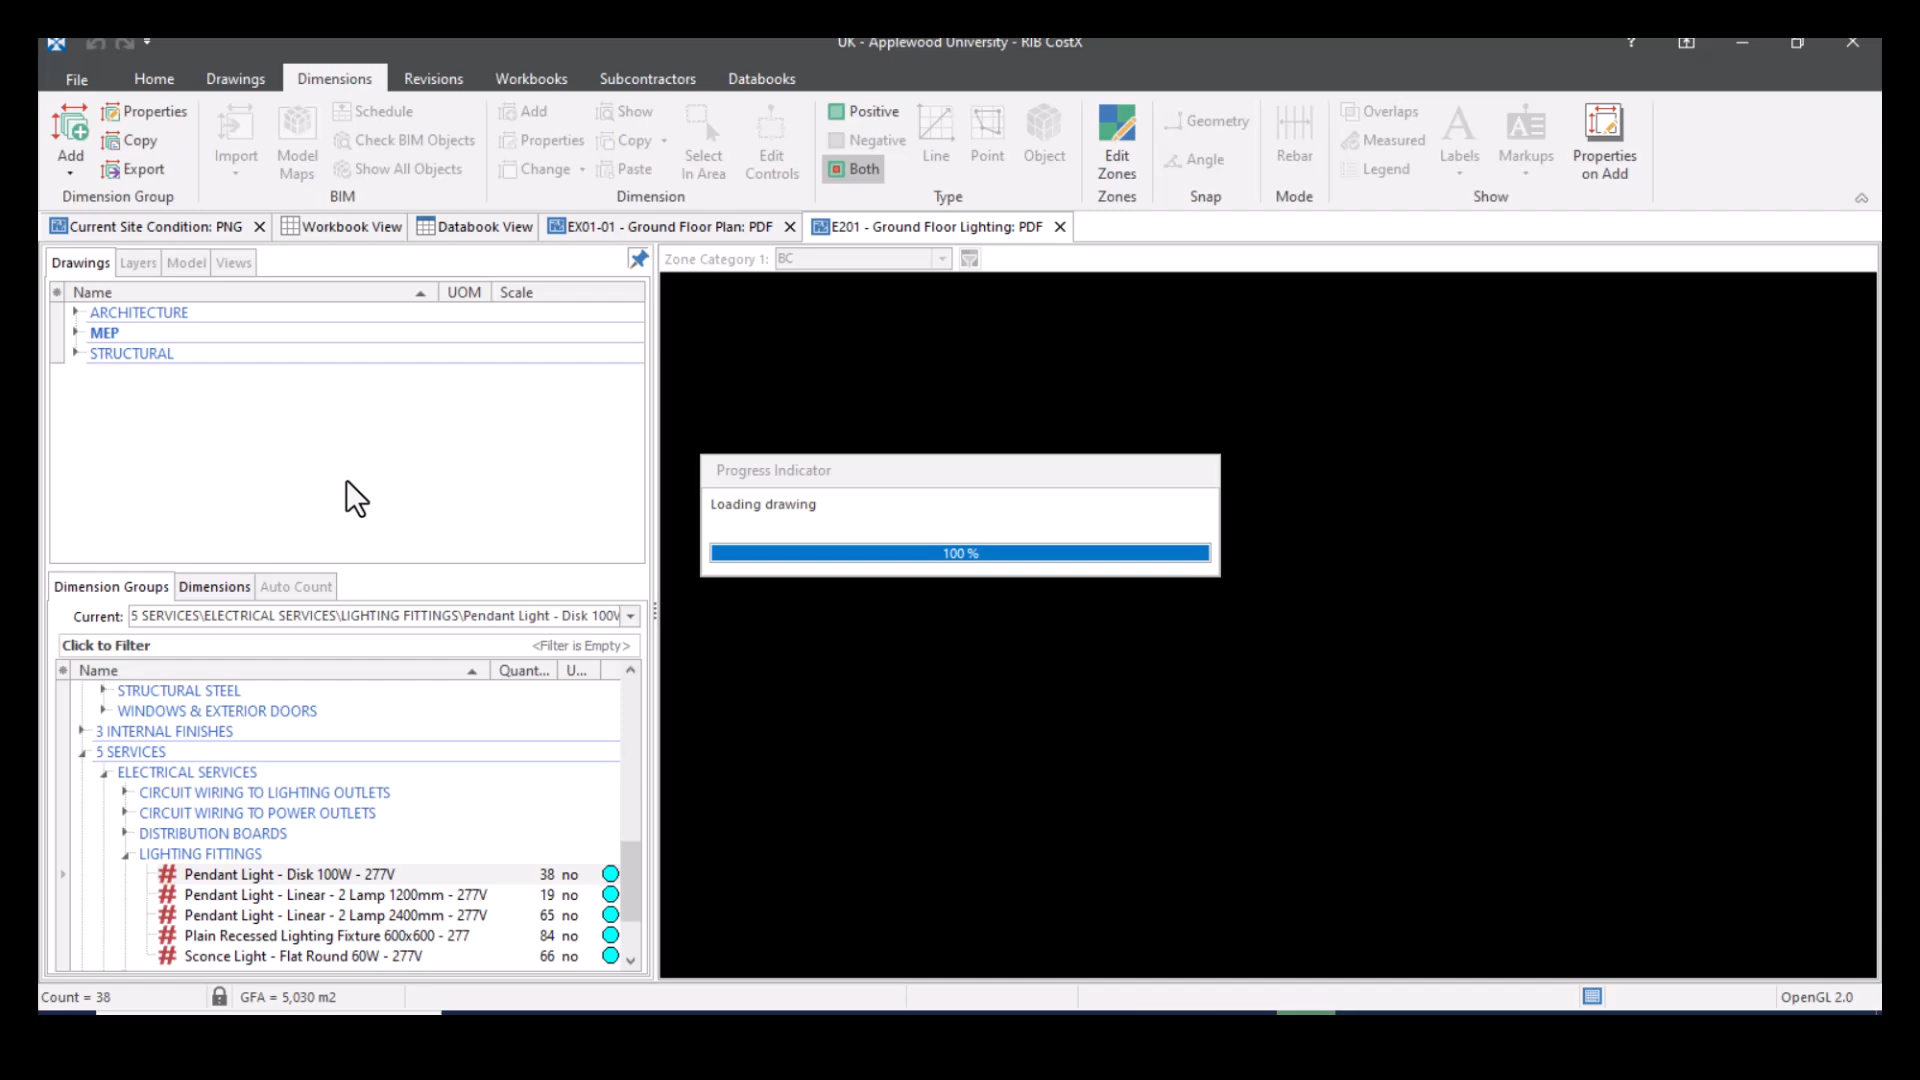 UK - Applewood University - RIB CostX
?
File Home Drawings Dimensions Revisions Workbooks Subcontractors Databooks
Add
Properties
Copy
Export
Dimension Group
Import
Model Maps
Schedule
Check BIM Objects
Show All Objects
BIM
Add
Properties
Change
Show
Copy
Paste
Select In Area
Edit Controls
Dimension
Positive
Negative
Both
Line
Point
Object
Type
Edit Zones
Zones
Geometry
Angle
Snap
Rebar
Mode
Overlaps
Measured
Legend
Labels
Markups
Properties on Add
Show
Current Site Condition: PNG Workbook View Databook View EX01-01 - Ground Floor Plan: PDF E201 - Ground Floor Lighting: PDF
Drawings Layers Model Views
Zone Category 1: BC
Name UOM Scale
ARCHITECTURE
MEP
STRUCTURAL
Progress Indicator
Loading drawing
100 %
Dimension Groups Dimensions Auto Count
Current: 5 SERVICES\ELECTRICAL SERVICES\LIGHTING FITTINGS\Pendant Light - Disk 100W
Click to Filter <Filter is Empty>
Name Quant... U...
STRUCTURAL STEEL
WINDOWS & EXTERIOR DOORS
3 INTERNAL FINISHES
5 SERVICES
ELECTRICAL SERVICES
CIRCUIT WIRING TO LIGHTING OUTLETS
CIRCUIT WIRING TO POWER OUTLETS
DISTRIBUTION BOARDS
LIGHTING FITTINGS
# Pendant Light - Disk 100W - 277V 38 no
# Pendant Light - Linear - 2 Lamp 1200mm - 277V 19 no
# Pendant Light - Linear - 2 Lamp 2400mm - 277V 65 no
# Plain Recessed Lighting Fixture 600x600 - 277 84 no
# Sconce Light - Flat Round 60W - 277V 66 no
Count = 38 GFA = 5,030 m2 OpenGL 2.0